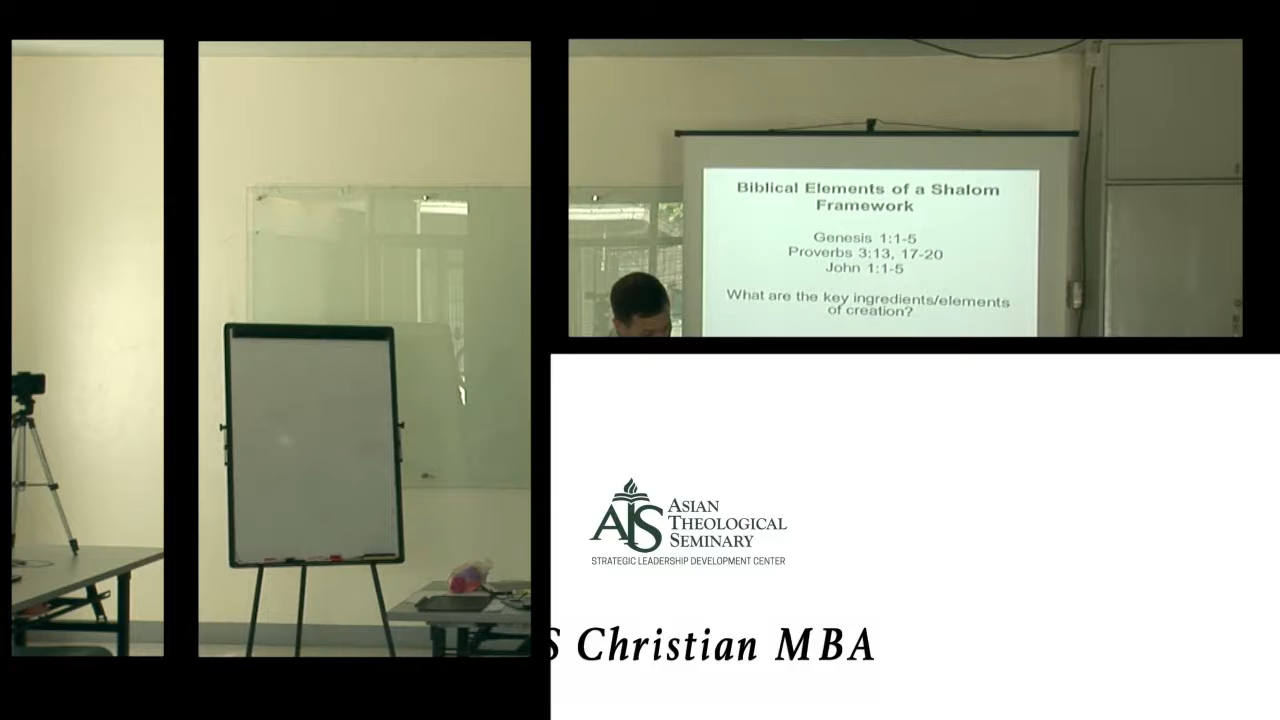 Biblical Elements of a Shalom
Framework
Genesis 1:1-5
Proverbs 3:13, 17-20
John 1:1-5
What are the key ingredients/elements
of creation?
ATS
ASIAN
THEOLOGICAL
SEMINARY
STRATEGIC LEADERSHIP DEVELOPMENT CENTER
S Christian MBA